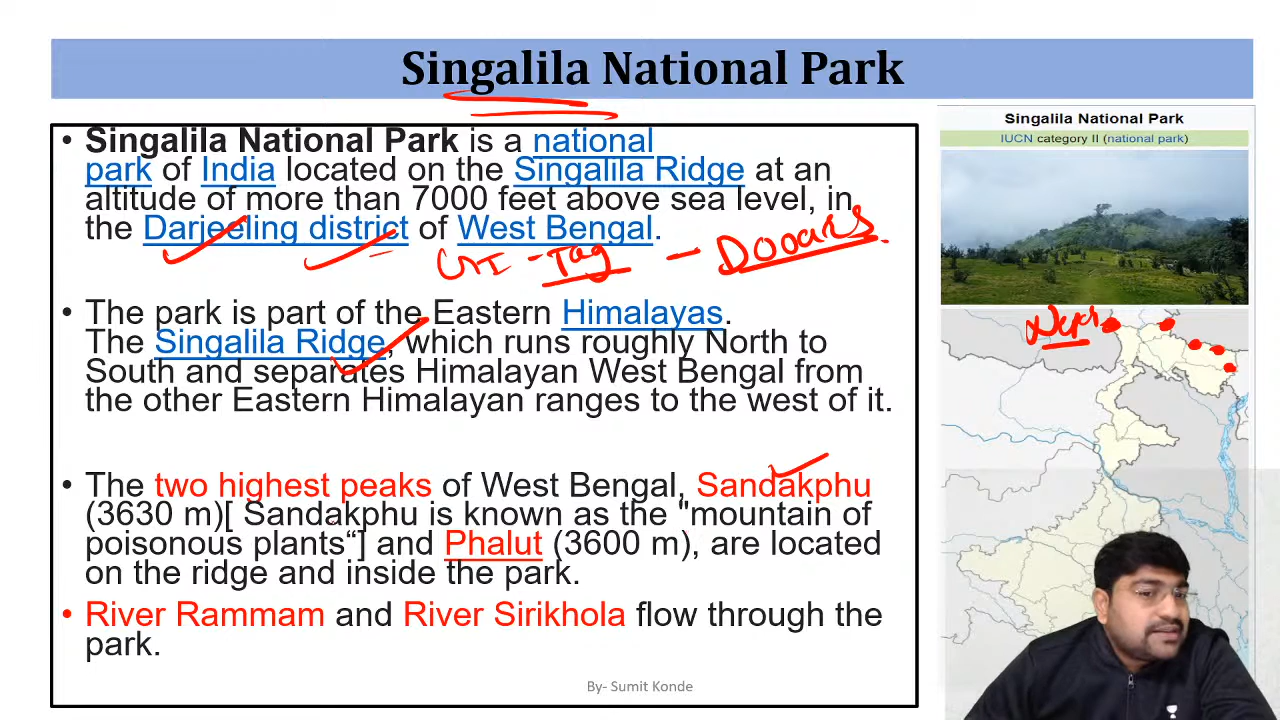 Singalila National Park
• Singalila National Park is a national
park of India located on the Singalila Ridge at an
altitude of more than 7000 feet above sea level, in
the Darjeeling district of West Bengal.
GI - Tag - Dooars
• The park is part of the Eastern Himalayas.
The Singalila Ridge, which runs roughly North to
South and separates Himalayan West Bengal from
the other Eastern Himalayan ranges to the west of it.
• The two highest peaks of West Bengal, Sandakphu
(3630 m)[ Sandakphu is known as the "mountain of
poisonous plants“] and Phalut (3600 m), are located
on the ridge and inside the park.
• River Rammam and River Sirikhola flow through the
park.
By- Sumit Konde
Singalila National Park
IUCN category II (national park)